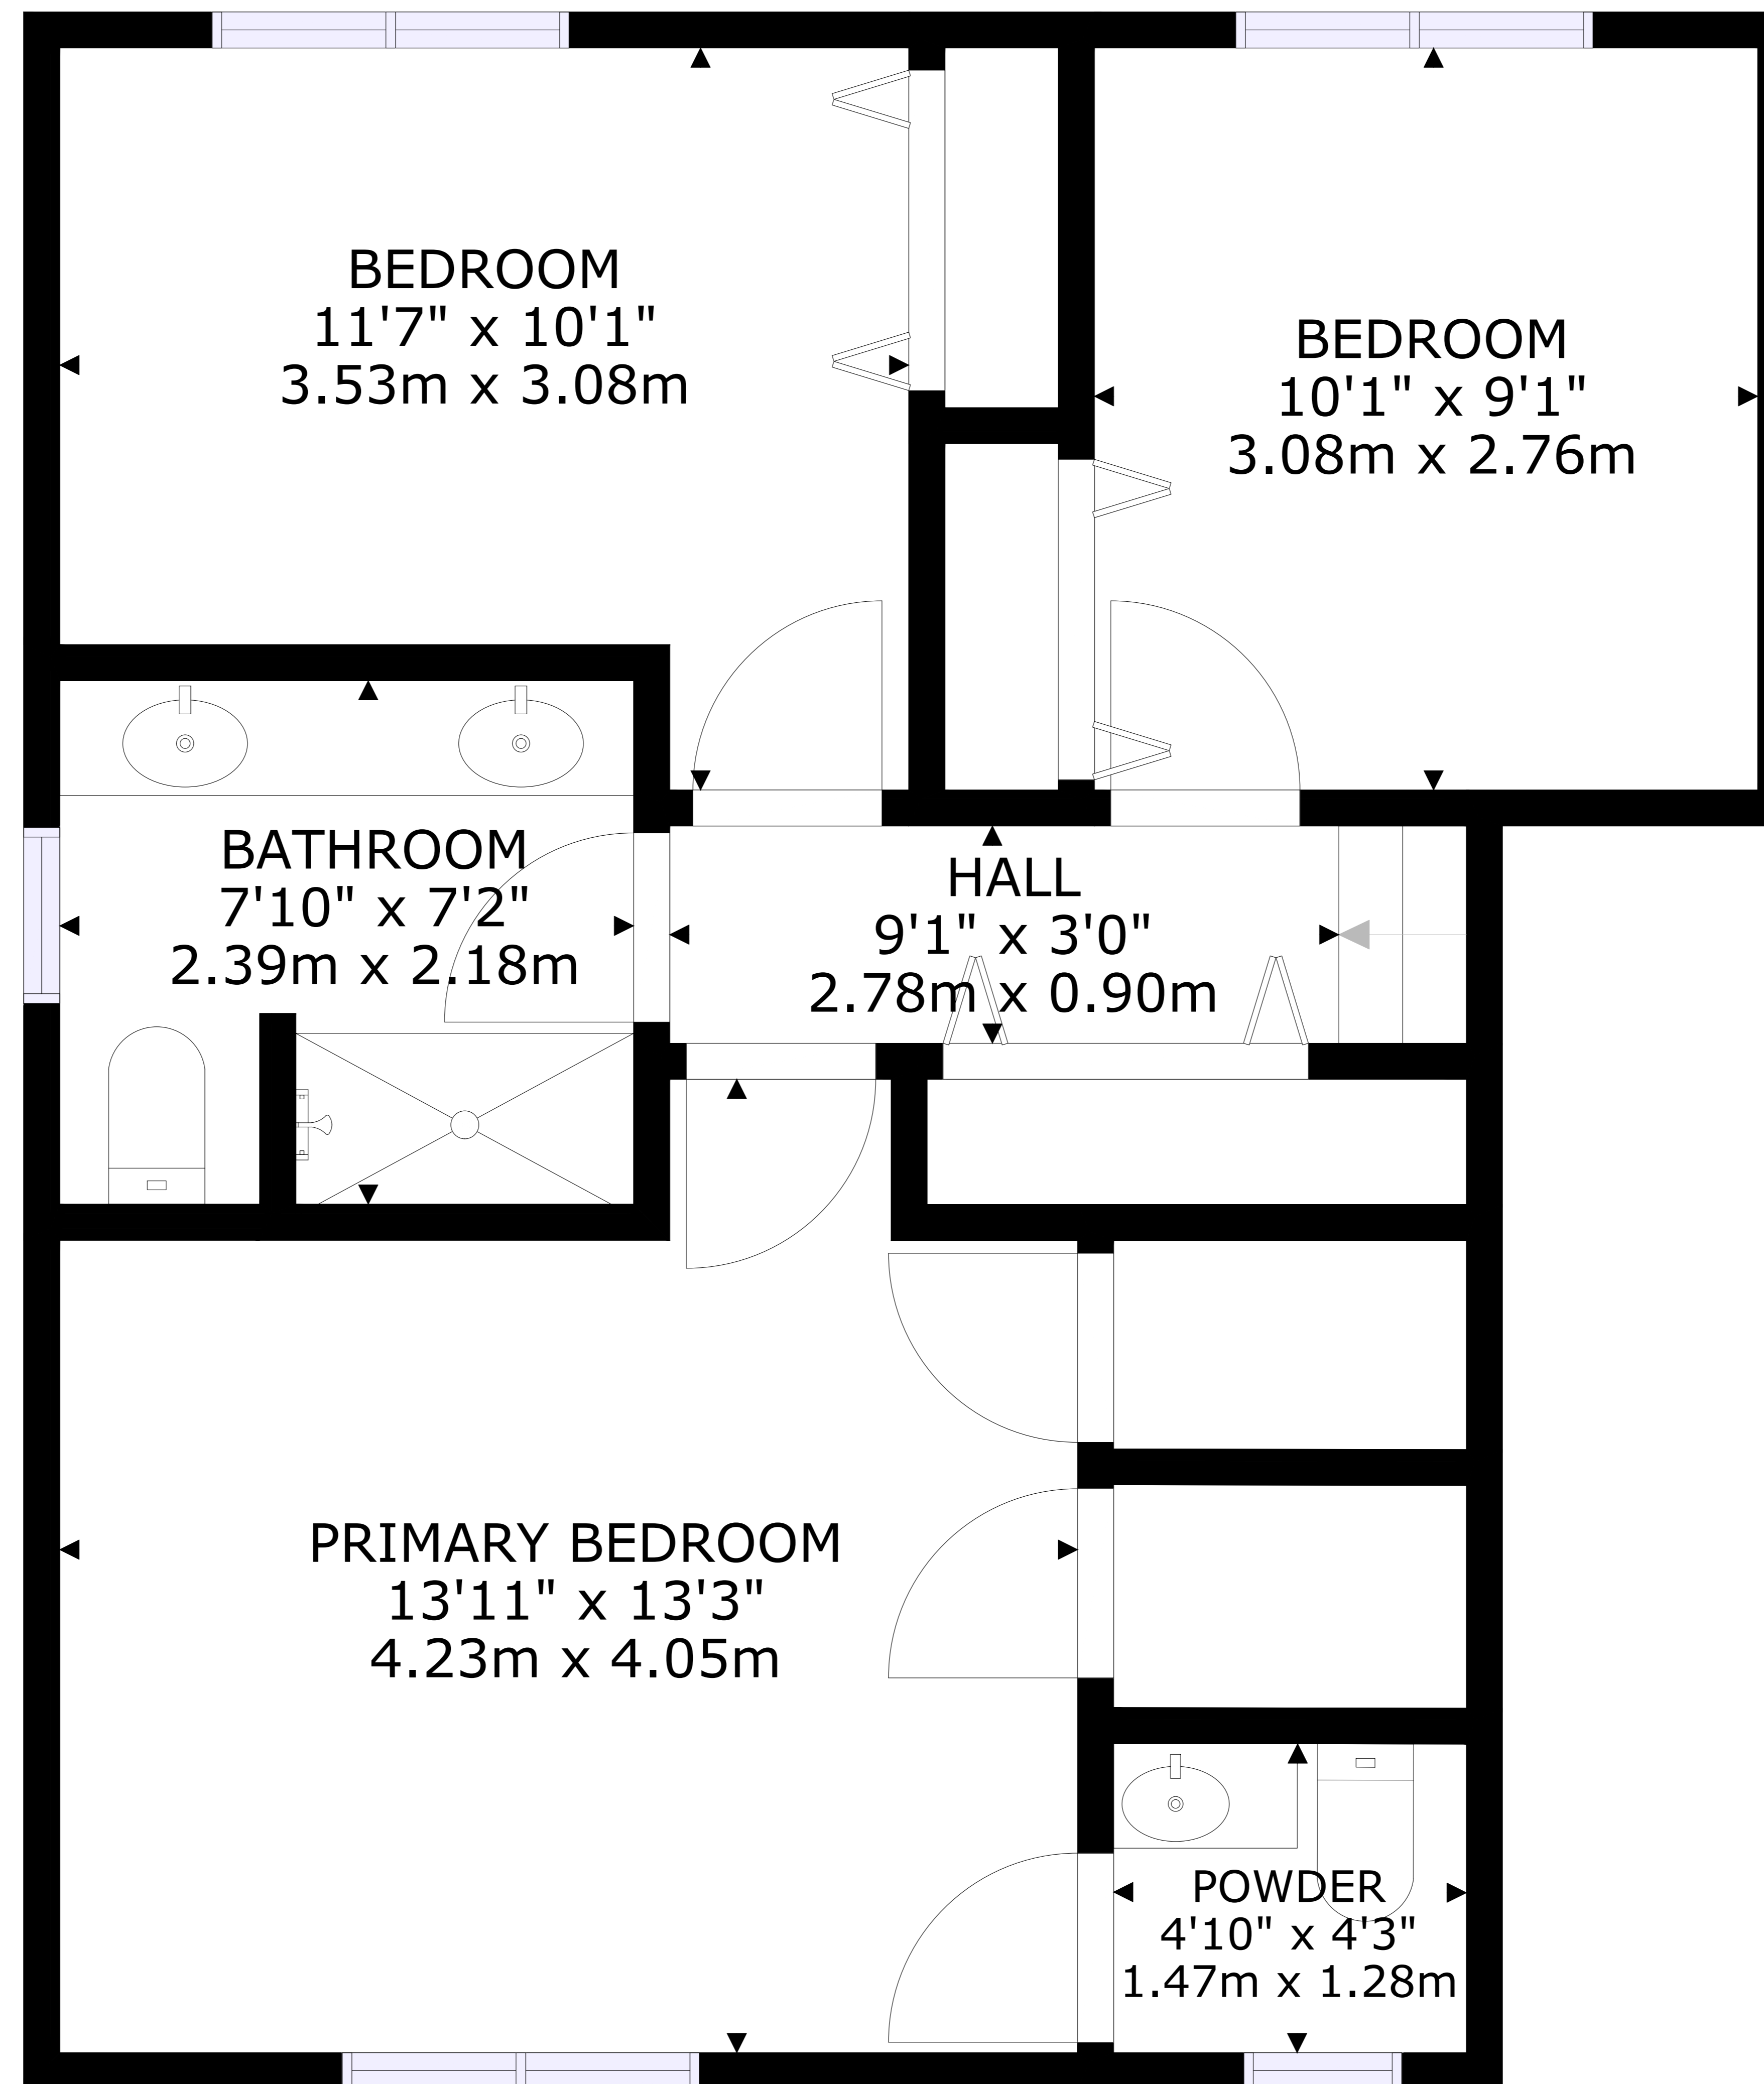 BEDROOM
11'7" x 10'1"
3.53m x 3.08m
BEDROOM
10'1" x 9'1"
3.08m x 2.76m
BATHROOM
7'10" x 7'2"
2.39m x 2.18m
HALL
9'1" x 3'0"
2.78m x 0.90m
PRIMARY BEDROOM
13'11" x 13'3"
4.23m x 4.05m
POWDER
4'10" x 4'3"
1.47m x 1.28m